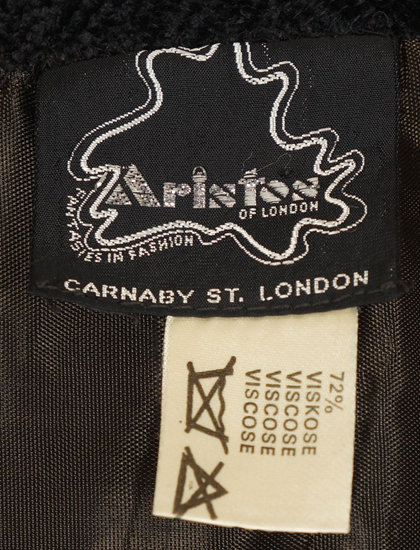 Aristos
OF LONDON
FANTASIES IN FASHION
CARNABY ST. LONDON
72%
VISKOSE
VISCOSE
VISCOSE
VISCOSE